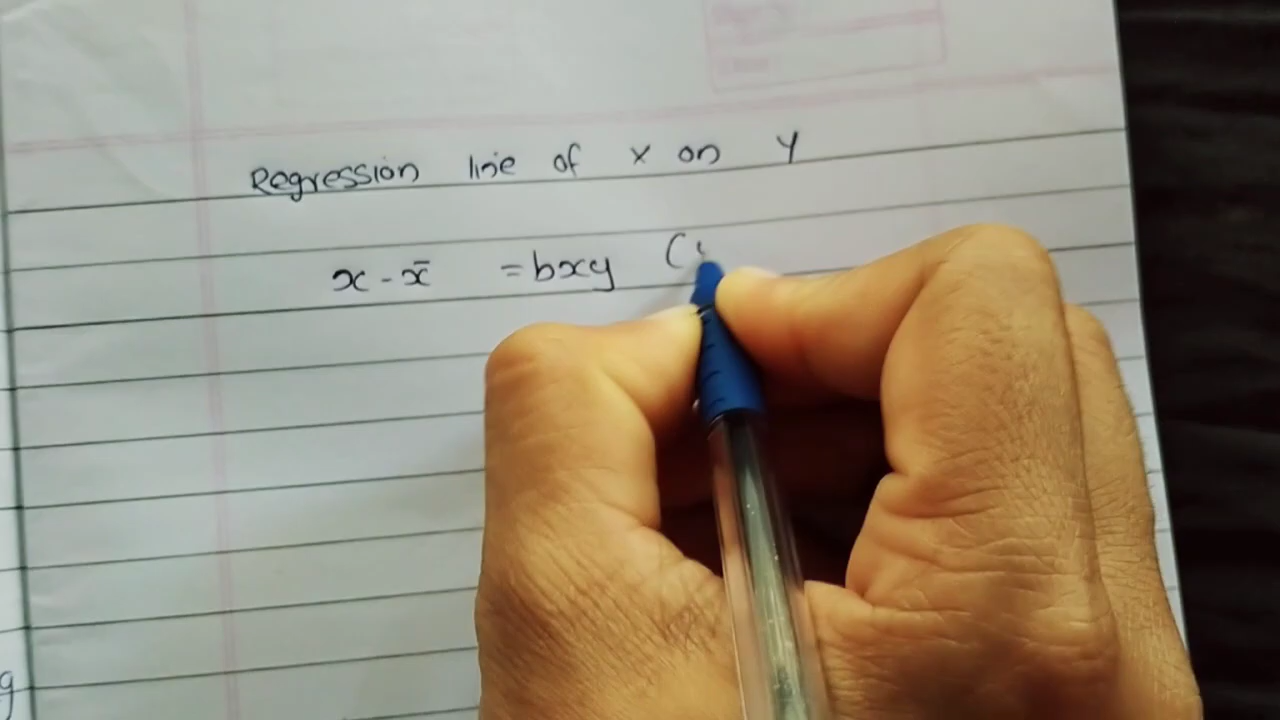 Regression line of x on y
x - x̄ = bxy (
g